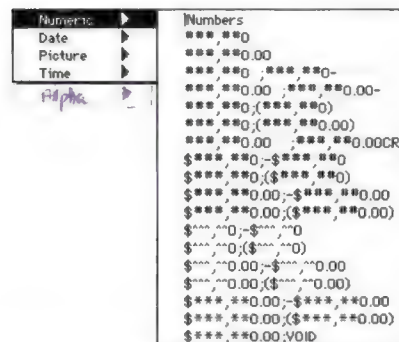 Numeric
Date
Picture
Time
Alpha
Numbers
###,##0
###,##0.00
###,##0 ;###,##0-
###,##0.00 ;###,##0.00-
###,##0;(###,##0)
###,##0;(###,##0.00)
###,##0.00 ;###,##0.00CR
$###,##0;-$###,##0
$###,##0;($###,##0)
$###,##0.00;-$###,##0.00
$###,##0.00;($###,##0.00)
$^^^,^^0;-$^^^,^^0
$^^^,^^0;($^^^,^^0)
$^^^,^^0.00;-$^^^,^^0.00
$^^^,^^0.00;($^^^,^^0.00)
$***,**0.00;-$***,**0.00
$***,**0.00;($***,**0.00)
$***,**0.00;VOID